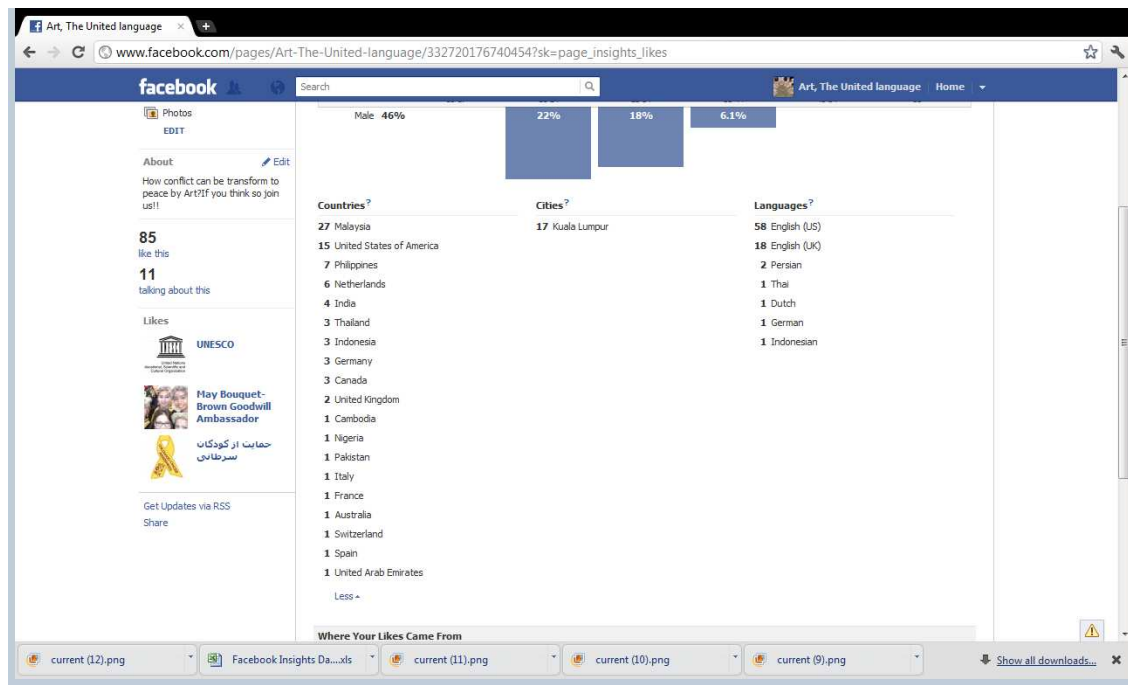 Art, The United language
www.facebook.com/pages/Art-The-United-language/332720176740454?sk=page_insights_likes
facebook
Search
Art, The United language
Home
Photos
EDIT
About
Edit
How conflict can be transform to
peace by Art?If you think so join
us!!
85
like this
11
talking about this
Likes
UNESCO
May Bouquet-
Brown Goodwill
Ambassador
حمایت از کودکان
سرطانی
Get Updates via RSS
Share
Male 46%
22%
18%
6.1%
Countries?
27 Malaysia
15 United States of America
7 Philippines
6 Netherlands
4 India
3 Thailand
3 Indonesia
3 Germany
3 Canada
2 United Kingdom
1 Cambodia
1 Nigeria
1 Pakistan
1 Italy
1 France
1 Australia
1 Switzerland
1 Spain
1 United Arab Emirates
Less
Cities?
17 Kuala Lumpur
Languages?
58 English (US)
18 English (UK)
2 Persian
1 Thai
1 Dutch
1 German
1 Indonesian
Where Your Likes Came From
current (12).png
Facebook Insights Da....xls
current (11).png
current (10).png
current (9).png
Show all downloads...